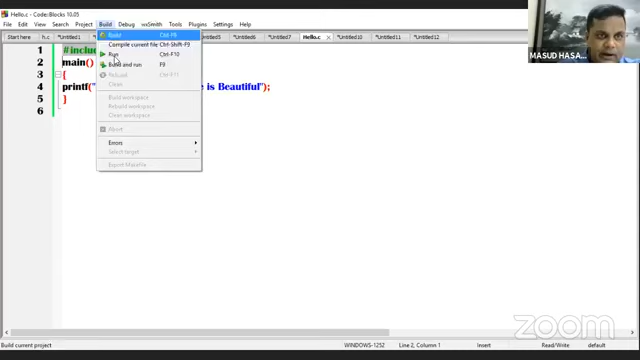 Hello.c - Code::Blocks 10.05
File Edit View Search Project Build Debug wxSmith Tools Plugins Settings Help
Start here h.c *Untitled1 *Untitled6 *Untitled7 Hello.c *Untitled10 *Untitled11 *Untitled12
Build Ctrl-F9
Compile current file Ctrl-Shift-F9
Run Ctrl-F10
Build and run F9
Rebuild Ctrl-F11
Clean
Build workspace
Rebuild workspace
Clean workspace
Abort
Errors
Select target
Export Makefile
1 #include
2 main()
3 {
4 printf(" e is Beautiful");
5 }
6
MASUD HASA...
zoom
Build current project WINDOWS-1252 Line 2, Column 1 Insert Read/Write default